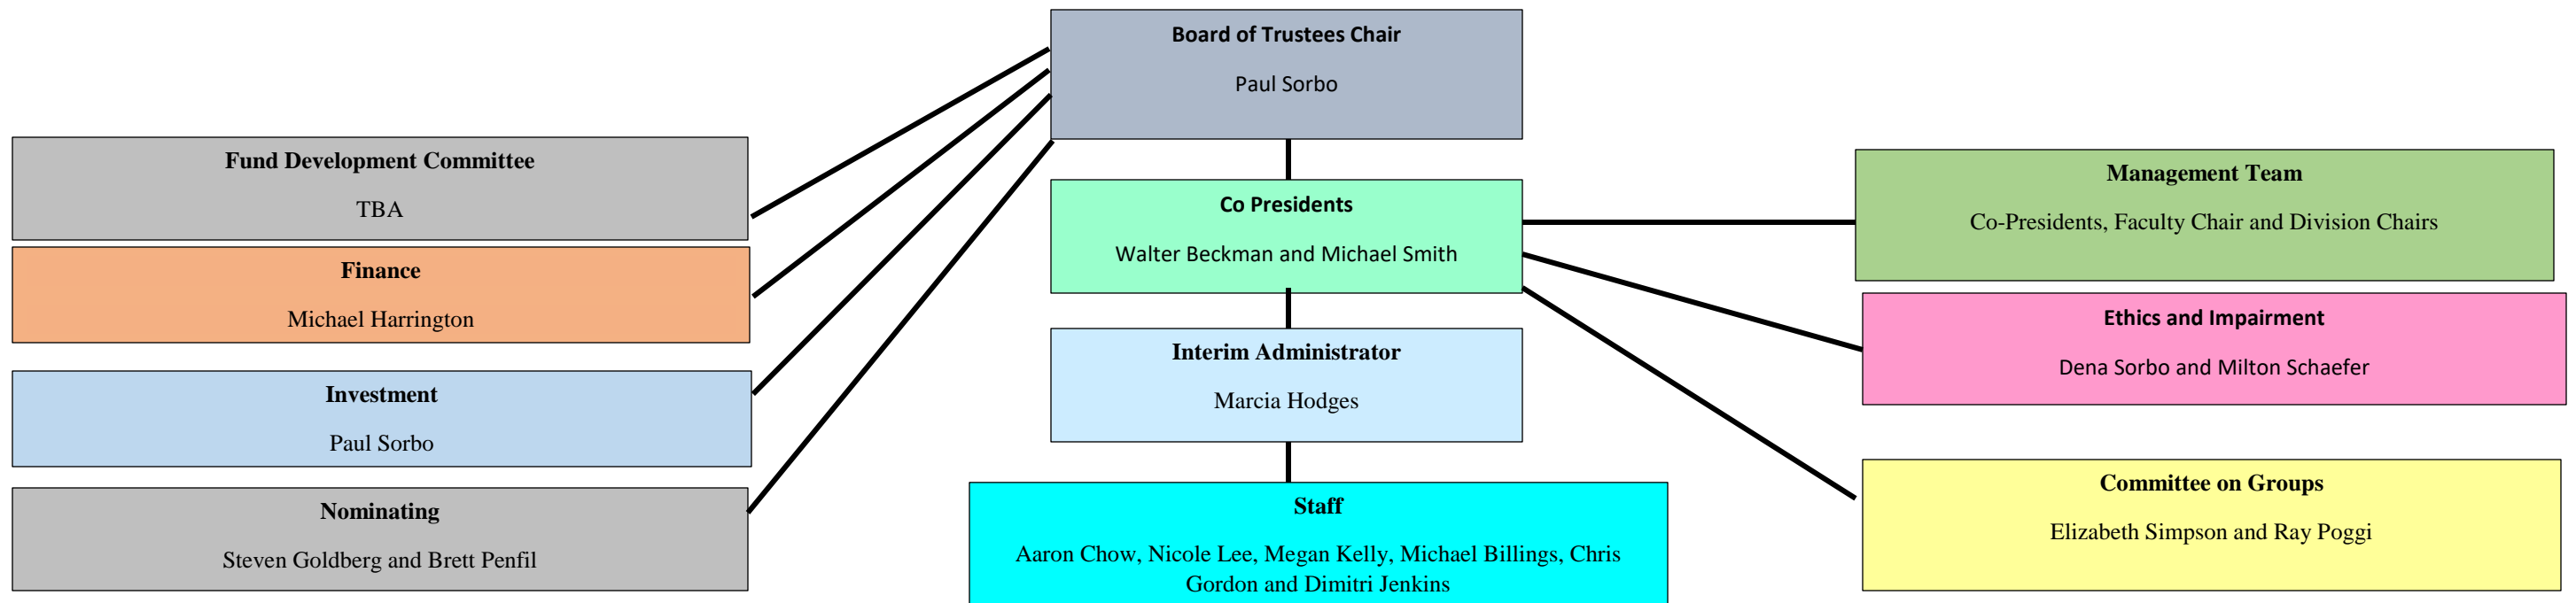 Board of Trustees Chair
Paul Sorbo
Fund Development Committee
TBA
Finance
Michael Harrington
Investment
Paul Sorbo
Nominating
Steven Goldberg and Brett Penfil
Co Presidents
Walter Beckman and Michael Smith
Interim Administrator
Marcia Hodges
Staff
Aaron Chow, Nicole Lee, Megan Kelly, Michael Billings, Chris
Gordon and Dimitri Jenkins
Management Team
Co-Presidents, Faculty Chair and Division Chairs
Ethics and Impairment
Dena Sorbo and Milton Schaefer
Committee on Groups
Elizabeth Simpson and Ray Poggi